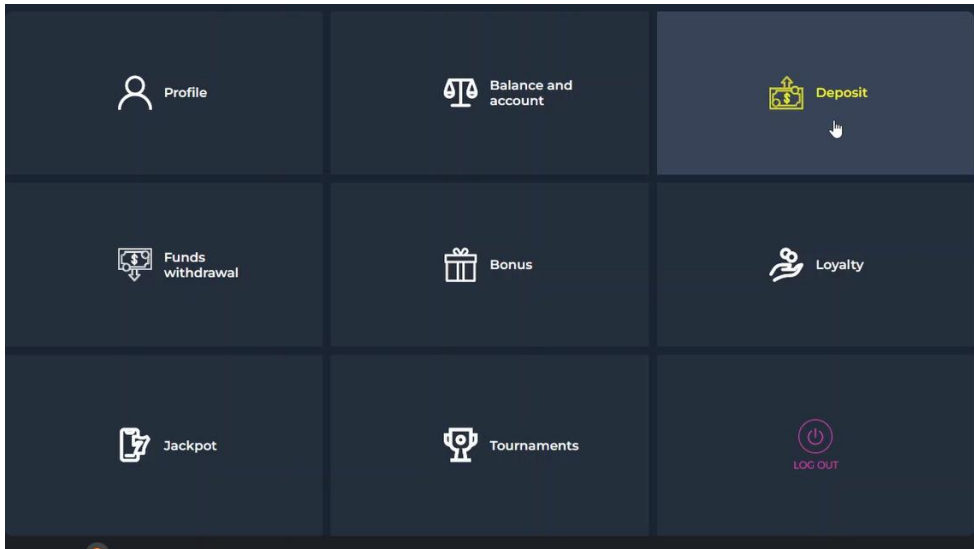 Profile
Balance and
account
Deposit
Funds
withdrawal
Bonus
Loyalty
Jackpot
Tournaments
LOG OUT